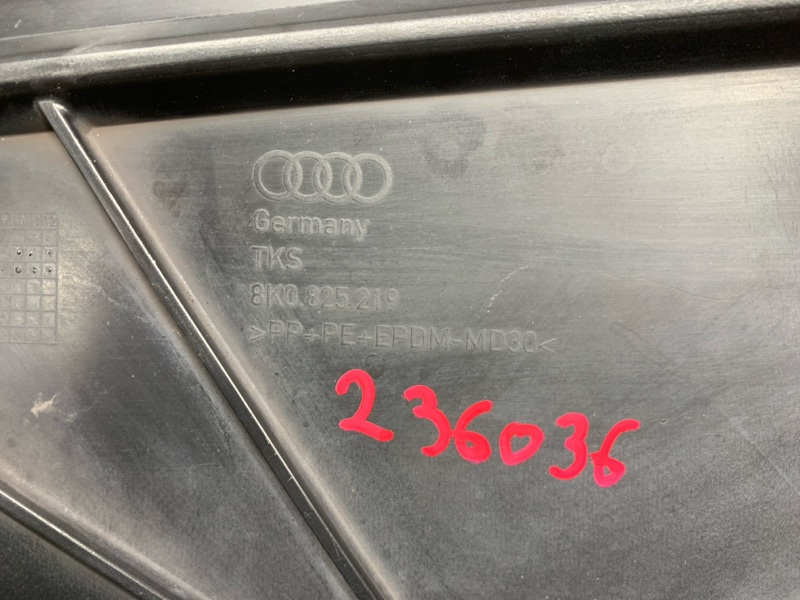 Germany
TKS
8K0.825.219
>PP+PE+EPDM-MD30<
236036